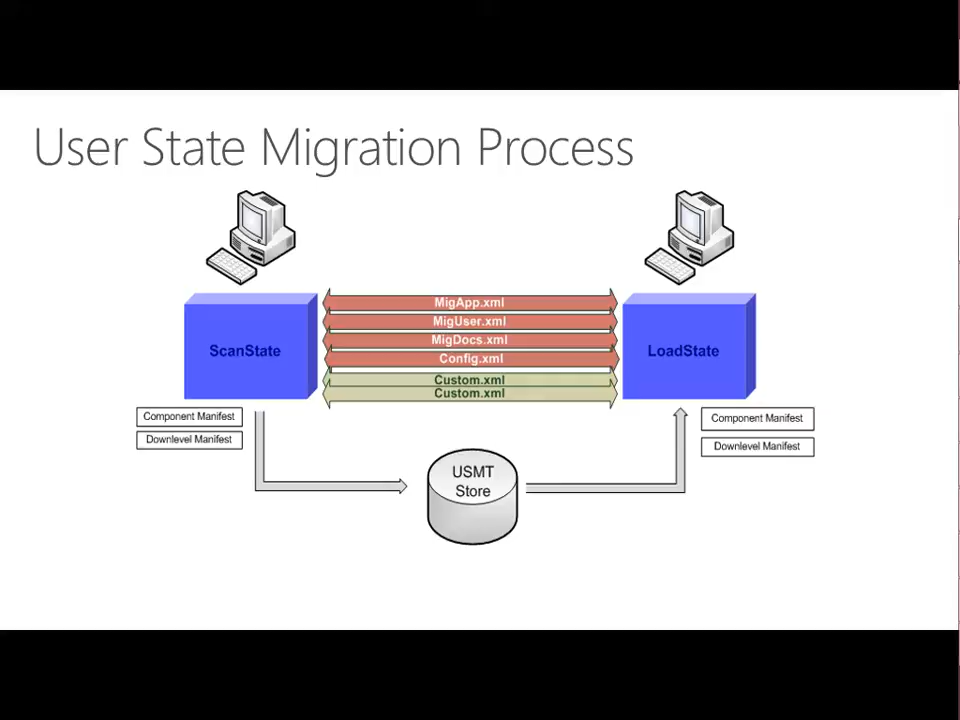 User State Migration Process
MigApp.xml
MigUser.xml
MigDocs.xml
Config.xml
Custom.xml
Custom.xml
ScanState
LoadState
Component Manifest
Downlevel Manifest
Component Manifest
Downlevel Manifest
USMT
Store